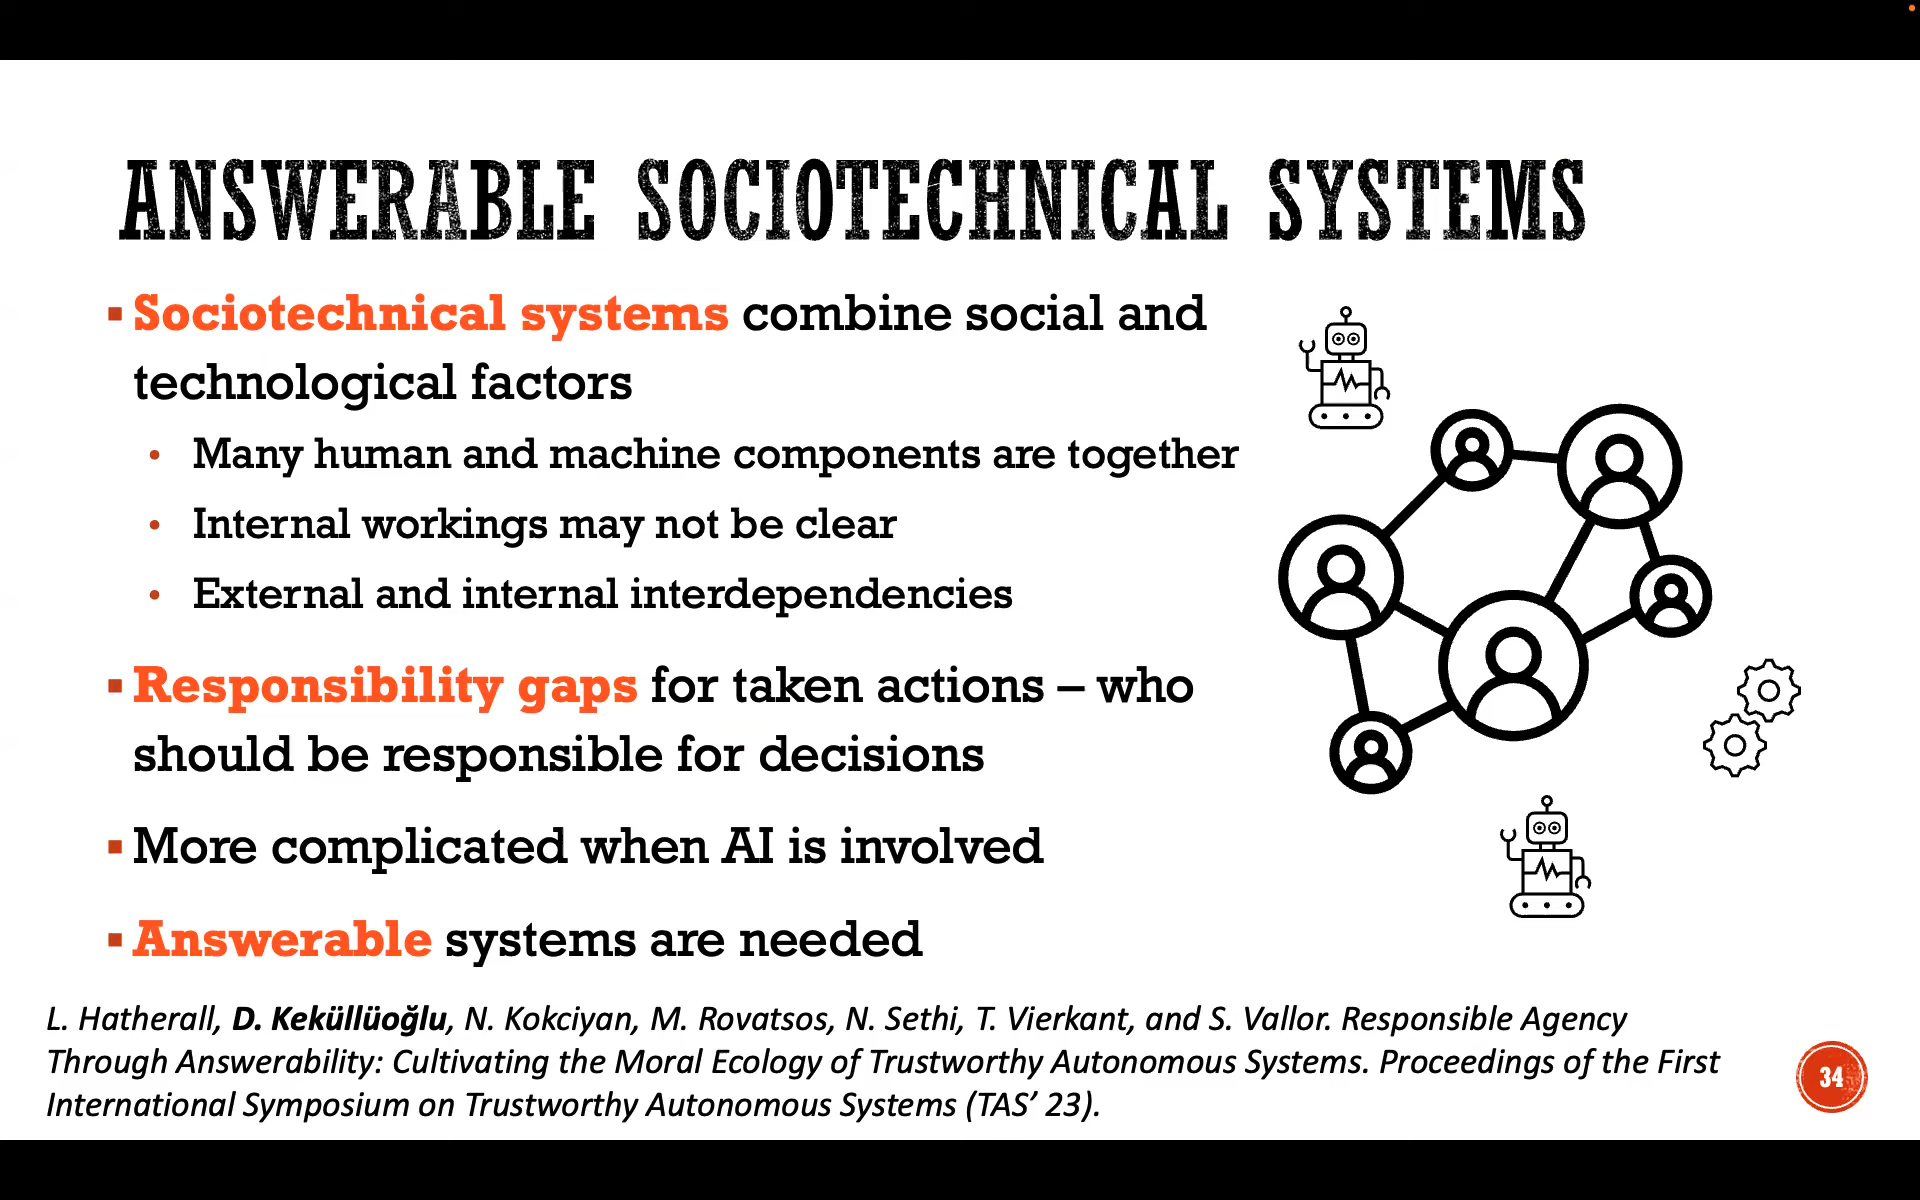 ANSWERABLE SOCIOTECHNICAL SYSTEMS
▪ Sociotechnical systems combine social and
technological factors
• Many human and machine components are together
• Internal workings may not be clear
• External and internal interdependencies
▪ Responsibility gaps for taken actions – who
should be responsible for decisions
▪ More complicated when AI is involved
▪ Answerable systems are needed
L. Hatherall, D. Keküllüoğlu, N. Kokciyan, M. Rovatsos, N. Sethi, T. Vierkant, and S. Vallor. Responsible Agency
Through Answerability: Cultivating the Moral Ecology of Trustworthy Autonomous Systems. Proceedings of the First
International Symposium on Trustworthy Autonomous Systems (TAS’ 23).
34